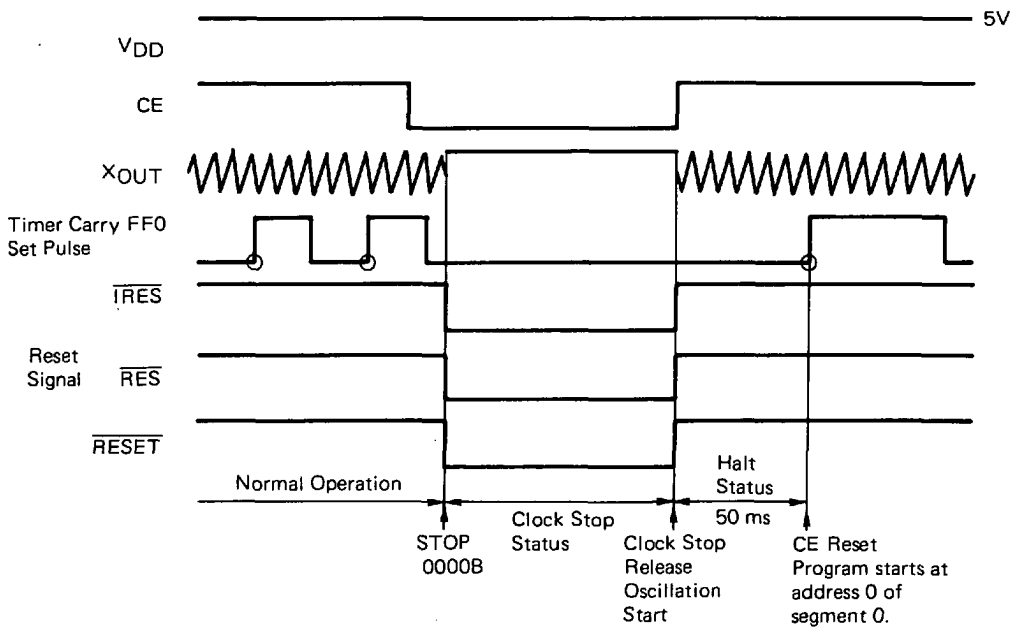 5V
VDD
CE
XOUT
Timer Carry FF0
Set Pulse
IRES
Reset
Signal
RES
RESET
Normal Operation
Halt
Status
50 ms
Clock Stop
Status
STOP
0000B
Clock Stop
Release
Oscillation
Start
CE Reset
Program starts at
address 0 of
segment 0.